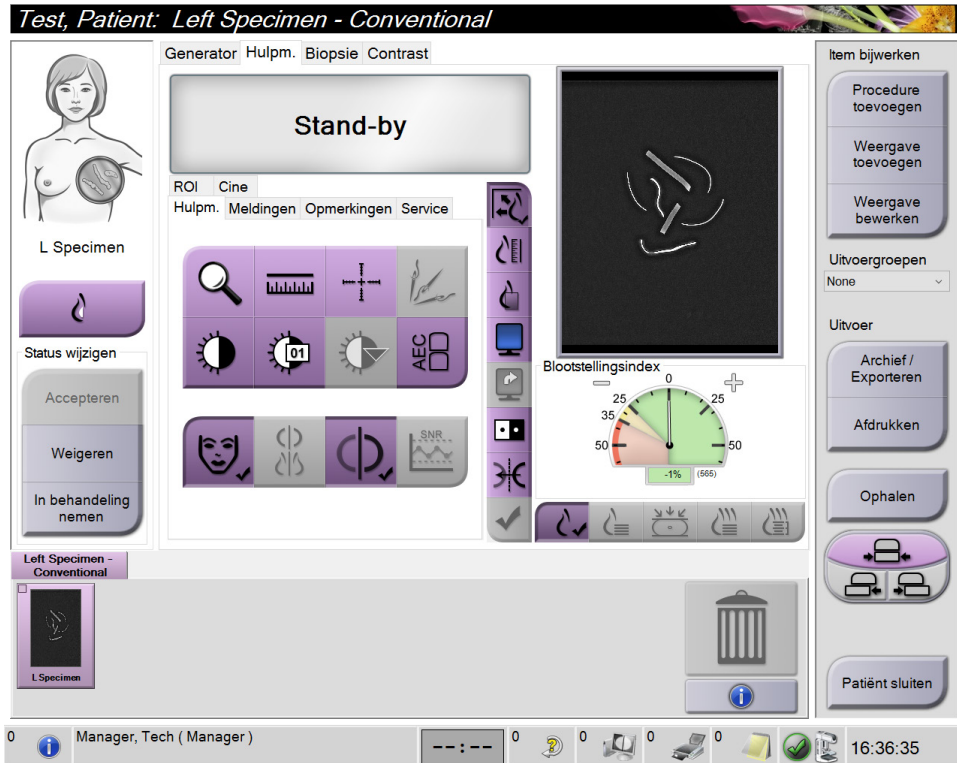 Test, Patient: Left Specimen - Conventional
Generator Hulpm. Biopsie Contrast
Stand-by
ROI Cine
Hulpm. Meldingen Opmerkingen Service
L Specimen
Status wijzigen
Accepteren
Weigeren
In behandeling
nemen
01
AEC
SNR
Blootstellingsindex
0
25
25
35
50
50
-1%
(565)
Item bijwerken
Procedure
toevoegen
Weergave
toevoegen
Weergave
bewerken
Uitvoergroepen
None
Uitvoer
Archief /
Exporteren
Afdrukken
Ophalen
Patiënt sluiten
Left Specimen -
Conventional
L Specimen
0
Manager, Tech ( Manager )
--:--
0
0
0
0
16:36:35